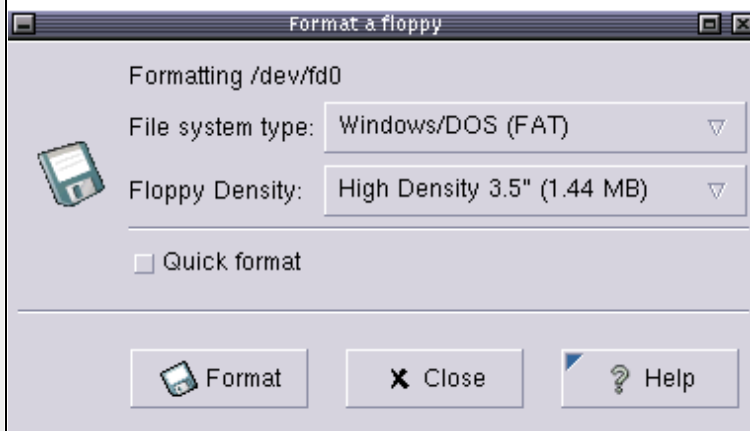 Format a floppy
Formatting /dev/fd0
File system type: Windows/DOS (FAT)
Floppy Density: High Density 3.5" (1.44 MB)
Quick format
Format Close Help